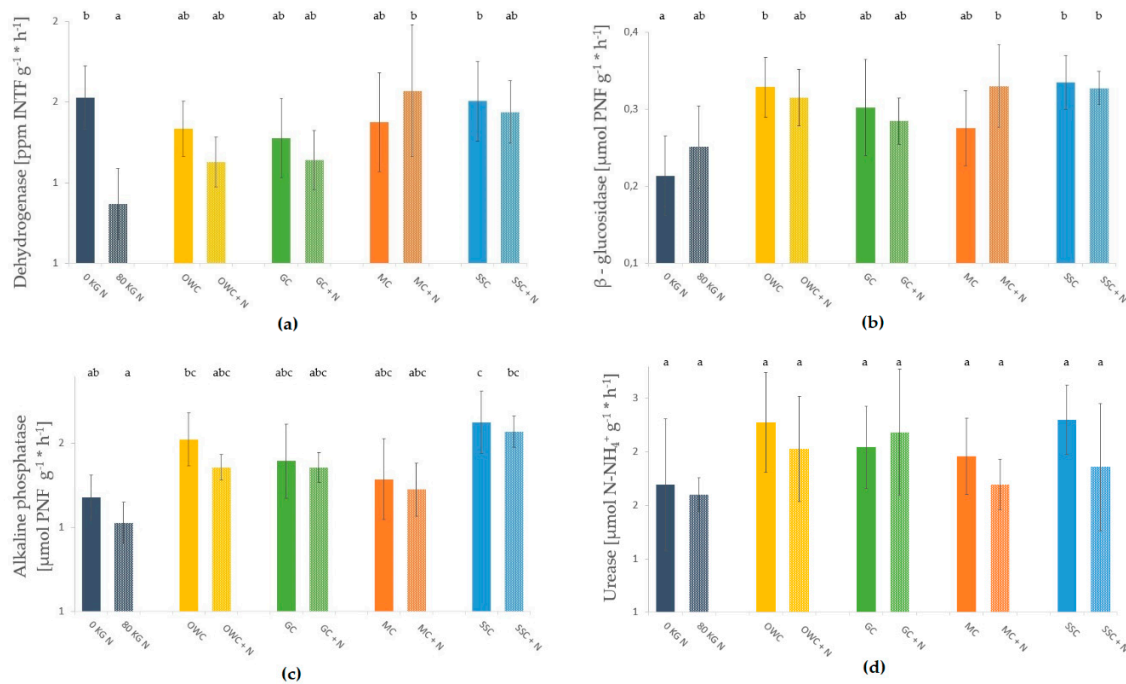 b a ab ab ab ab ab b b ab
2
2
1
1
Dehydrogenase [ppm INTF g⁻¹ * h⁻¹]
0 KG N 80 KG N OWC OWC + N GC GC + N MC MC + N SSC SSC + N
(a)
a ab b ab ab ab ab b b b
0,4
0,3
0,2
0,1
β - glucosidase [µmol PNF g⁻¹ * h⁻¹]
0 KG N 80 KG N OWC OWC + N GC GC + N MC MC + N SSC SSC + N
(b)
ab a bc abc abc abc abc abc c bc
2
1
1
Alkaline phosphatase
[µmol PNF g⁻¹ * h⁻¹]
0 KG N 80 KG N OWC OWC + N GC GC + N MC MC + N SSC SSC + N
(c)
a a a a a a a a a a
3
2
2
1
1
Urease [µmol N-NH₄⁺ g⁻¹ * h⁻¹]
0 KG N 80 KG N OWC OWC + N GC GC + N MC MC + N SSC SSC + N
(d)